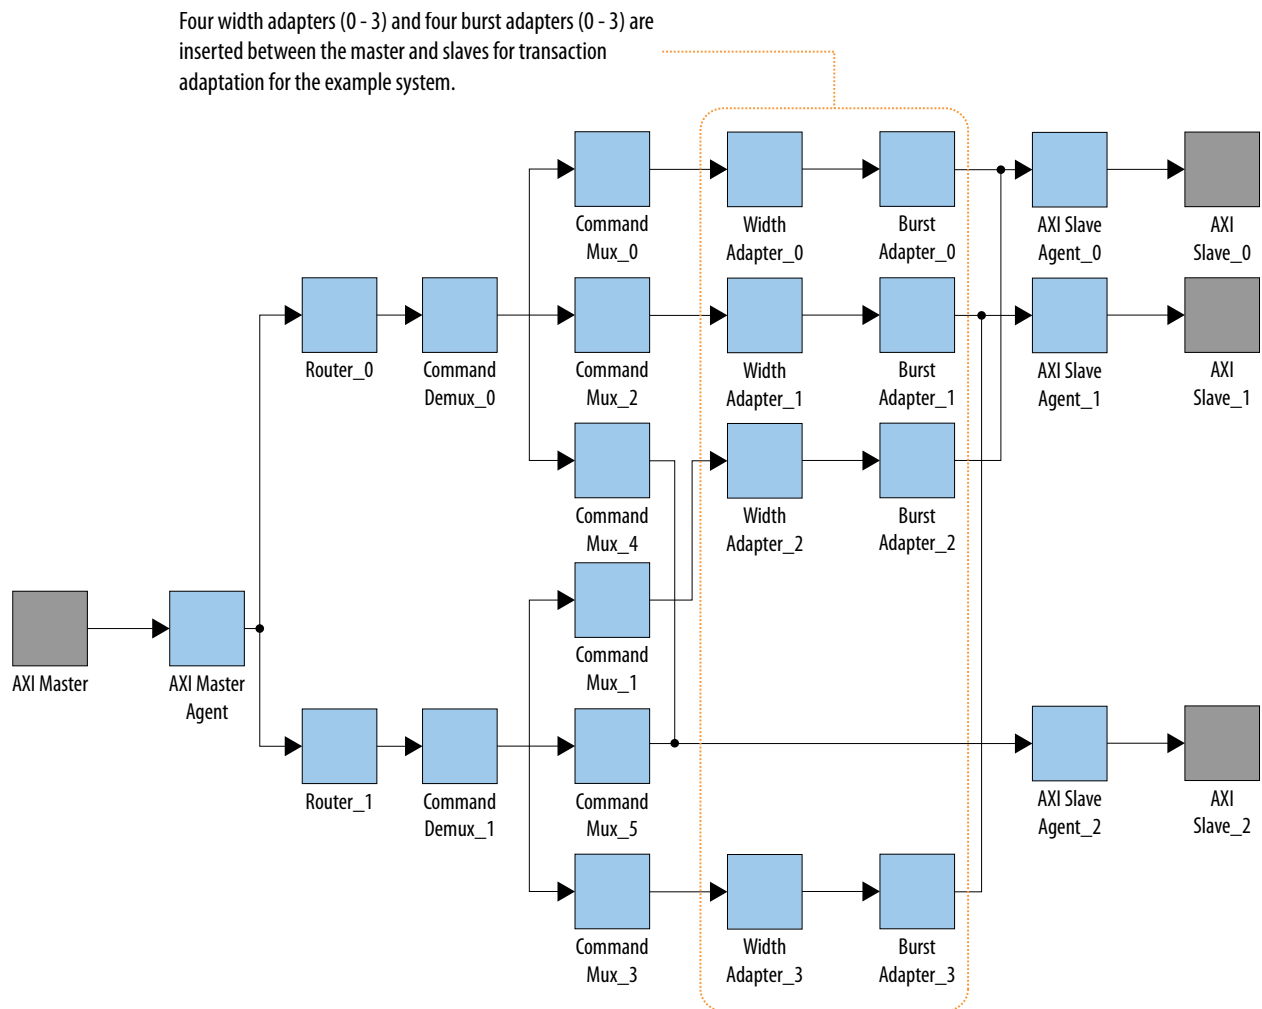 Four width adapters (0 - 3) and four burst adapters (0 - 3) are
inserted between the master and slaves for transaction
adaptation for the example system.
Command
Mux_0
Width
Adapter_0
Burst
Adapter_0
AXI Slave
Agent_0
AXI
Slave_0
Router_0
Command
Demux_0
Command
Mux_2
Width
Adapter_1
Burst
Adapter_1
AXI Slave
Agent_1
AXI
Slave_1
Command
Mux_4
Width
Adapter_2
Burst
Adapter_2
AXI Master
AXI Master
Agent
Command
Mux_1
Router_1
Command
Demux_1
Command
Mux_5
AXI Slave
Agent_2
AXI
Slave_2
Command
Mux_3
Width
Adapter_3
Burst
Adapter_3